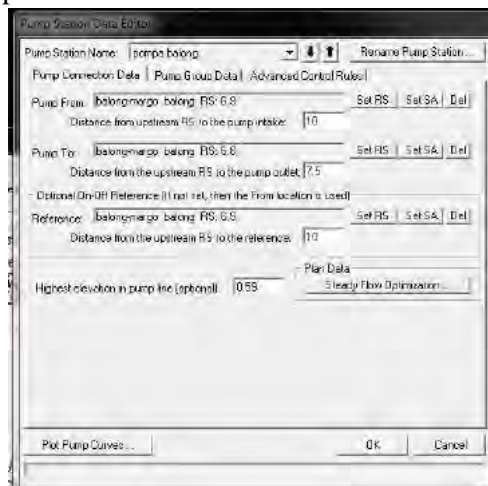 Pump Station Data Editor
Pump Station Name: pompa balong Rename Pump Station ...
Pump Connection Data Pump Group Data Advanced Control Rules
Pump From: balong-margo balong RS: 6.9 Set RS Set SA Del
Distance from upstream RS to the pump intake: 10
Pump To: balong-margo balong RS: 6.8 Set RS Set SA Del
Distance from the upstream RS to the pump outlet: 7.5
Optional On-Off Reference (if not set, then the From location is used)
Reference: balong-margo balong RS: 6.9 Set RS Set SA Del
Distance from the upstream RS to the reference: 10
Plan Data
Highest elevation in pump line (optional): 0.59 Steady Flow Optimization ...
Plot Pump Curves ... OK Cancel